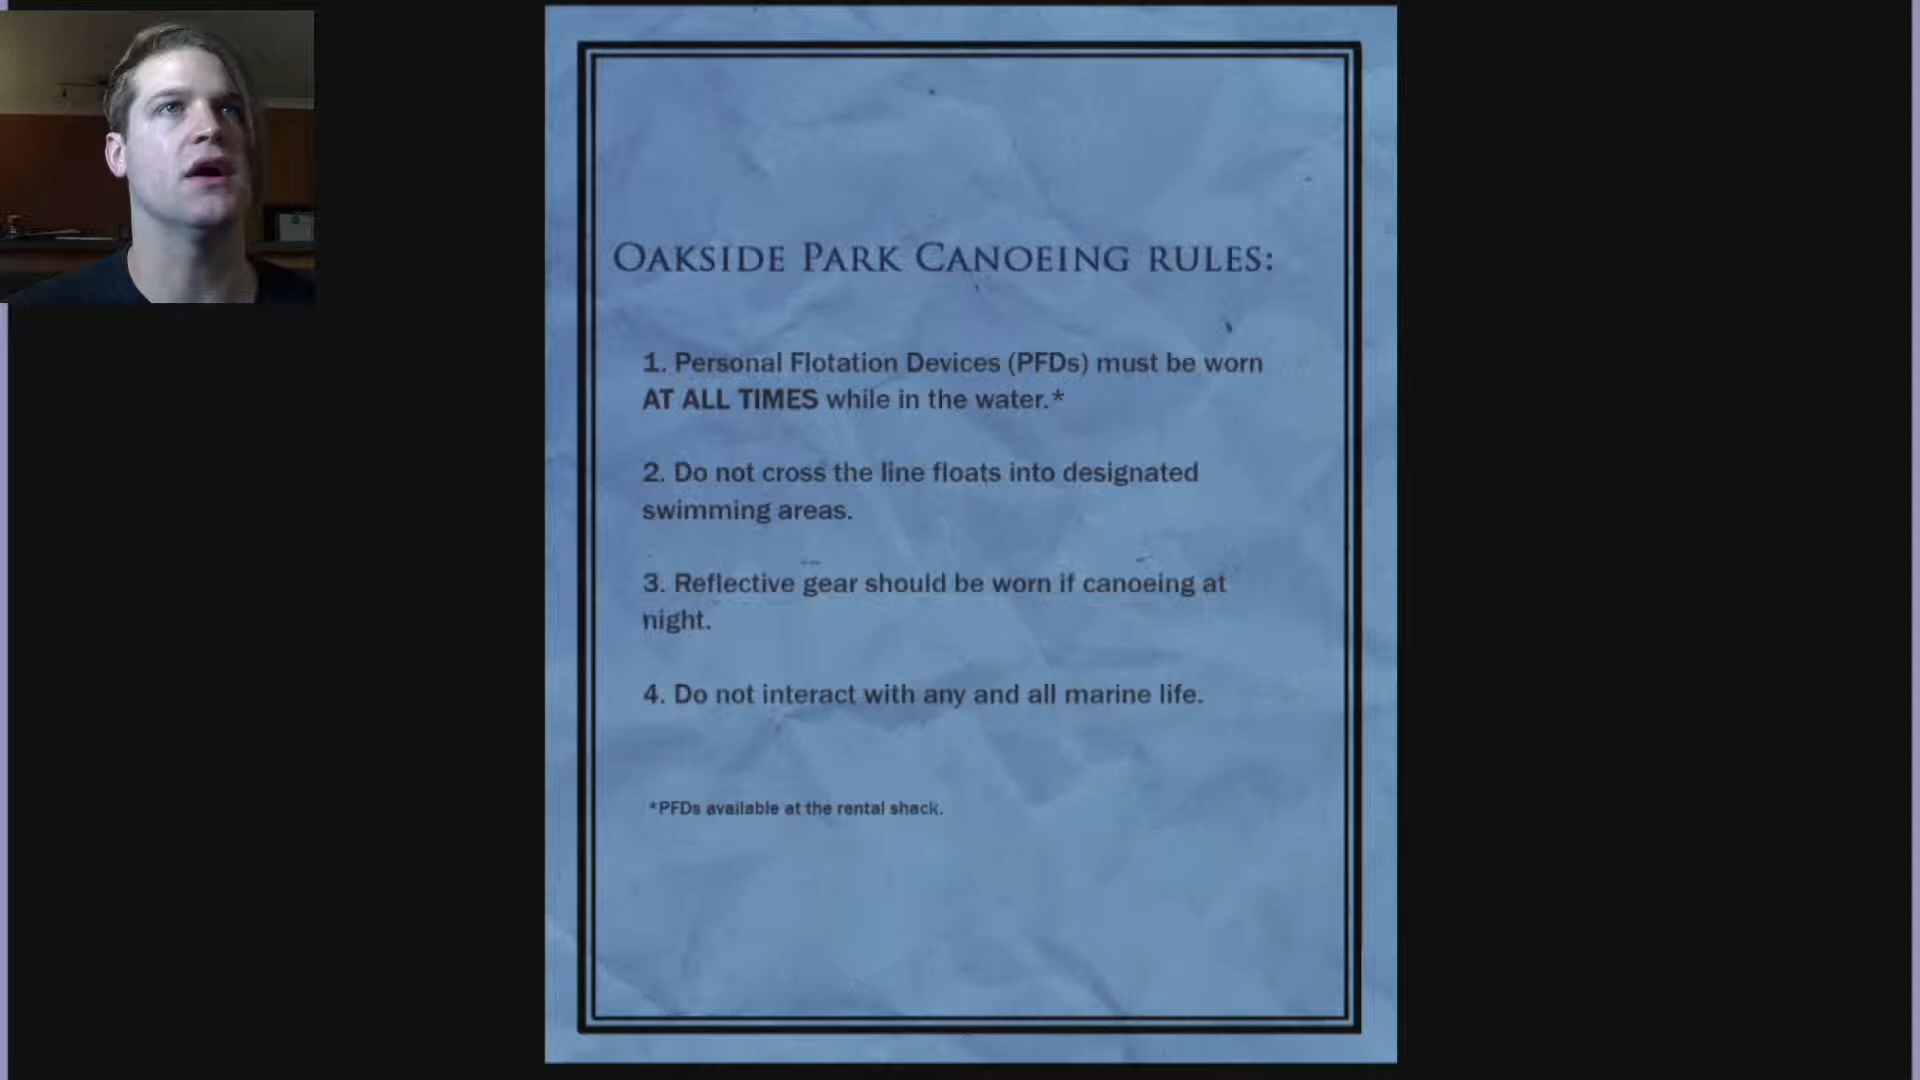 OAKSIDE PARK CANOEING RULES:
1. Personal Flotation Devices (PFDs) must be worn
AT ALL TIMES while in the water.*
2. Do not cross the line floats into designated
swimming areas.
3. Reflective gear should be worn if canoeing at
night.
4. Do not interact with any and all marine life.
*PFDs available at the rental shack.